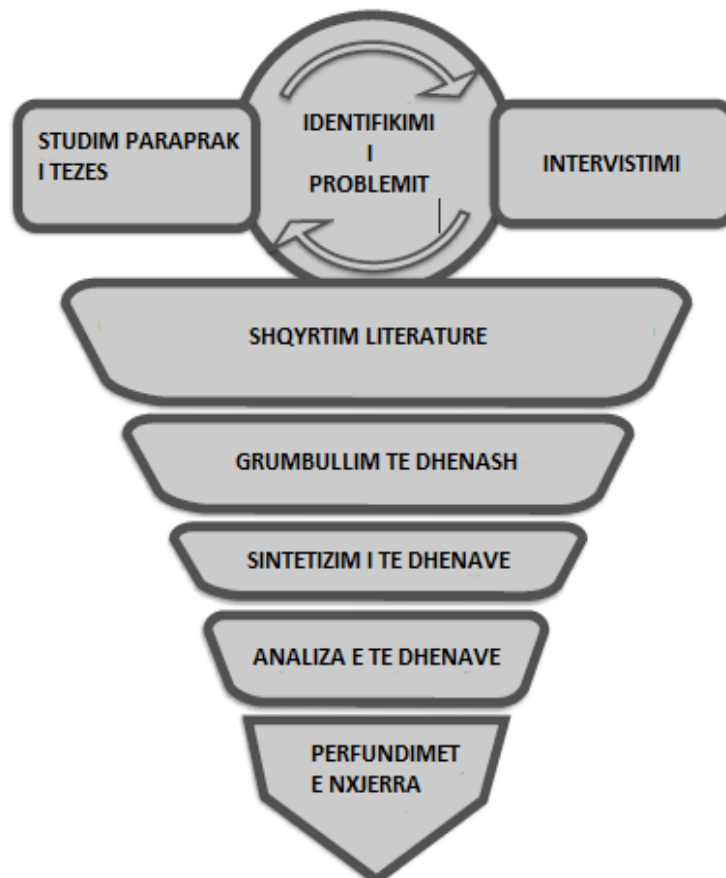 STUDIM PARAPRAK
I TEZES
IDENTIFIKIMI
I
PROBLEMIT
INTERVISTIMI
SHQYRTIM LITERATURE
GRUMBULLIM TE DHENASH
SINTETIZIM I TE DHENAVE
ANALIZA E TE DHENAVE
PERFUNDIMET
E NXJERRA